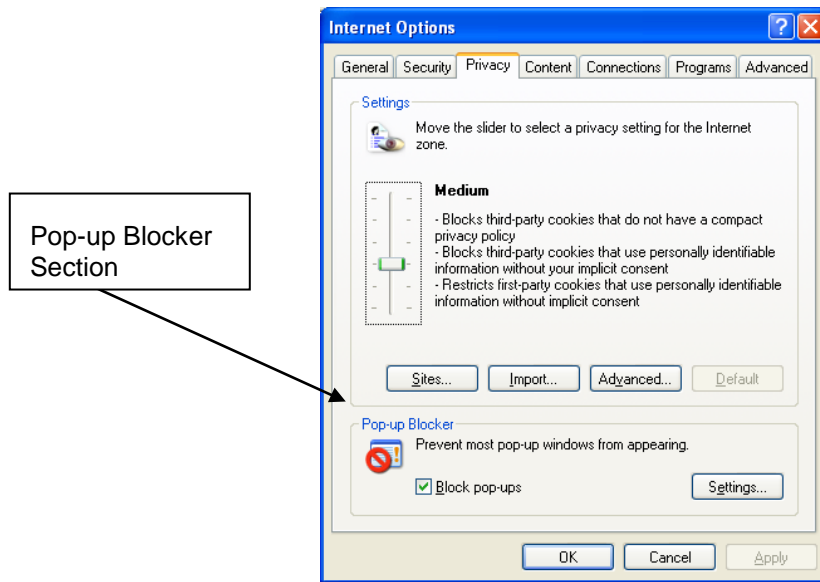 Internet Options
General Security Privacy Content Connections Programs Advanced
Settings
Move the slider to select a privacy setting for the Internet
zone.
Medium
- Blocks third-party cookies that do not have a compact
privacy policy
- Blocks third-party cookies that use personally identifiable
information without your implicit consent
- Restricts first-party cookies that use personally identifiable
information without implicit consent
Sites... Import... Advanced... Default
Pop-up Blocker
Section
Pop-up Blocker
Prevent most pop-up windows from appearing.
Block pop-ups Settings...
OK Cancel Apply